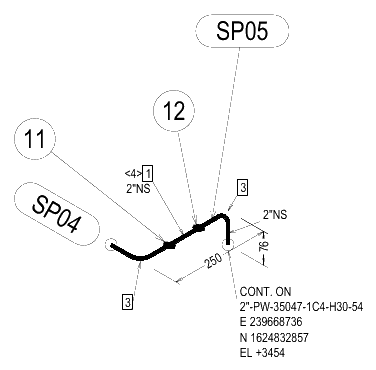 SP05
12
11
<4> 1
2"NS
3
SP04
2"NS
76
250
3
CONT. ON
2"-PW-35047-1C4-H30-54
E 239668736
N 1624832857
EL +3454